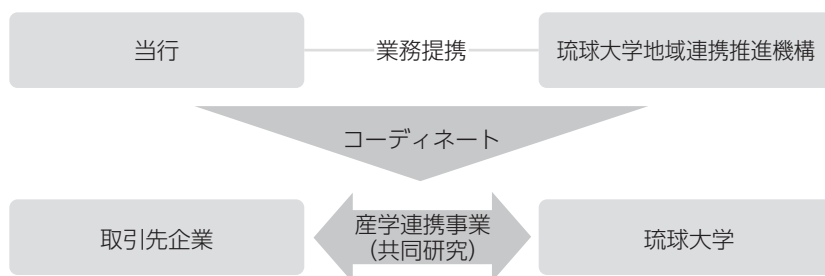 当行
業務提携
琉球大学地域連携推進機構
コーディネート
取引先企業
産学連携事業
(共同研究)
琉球大学